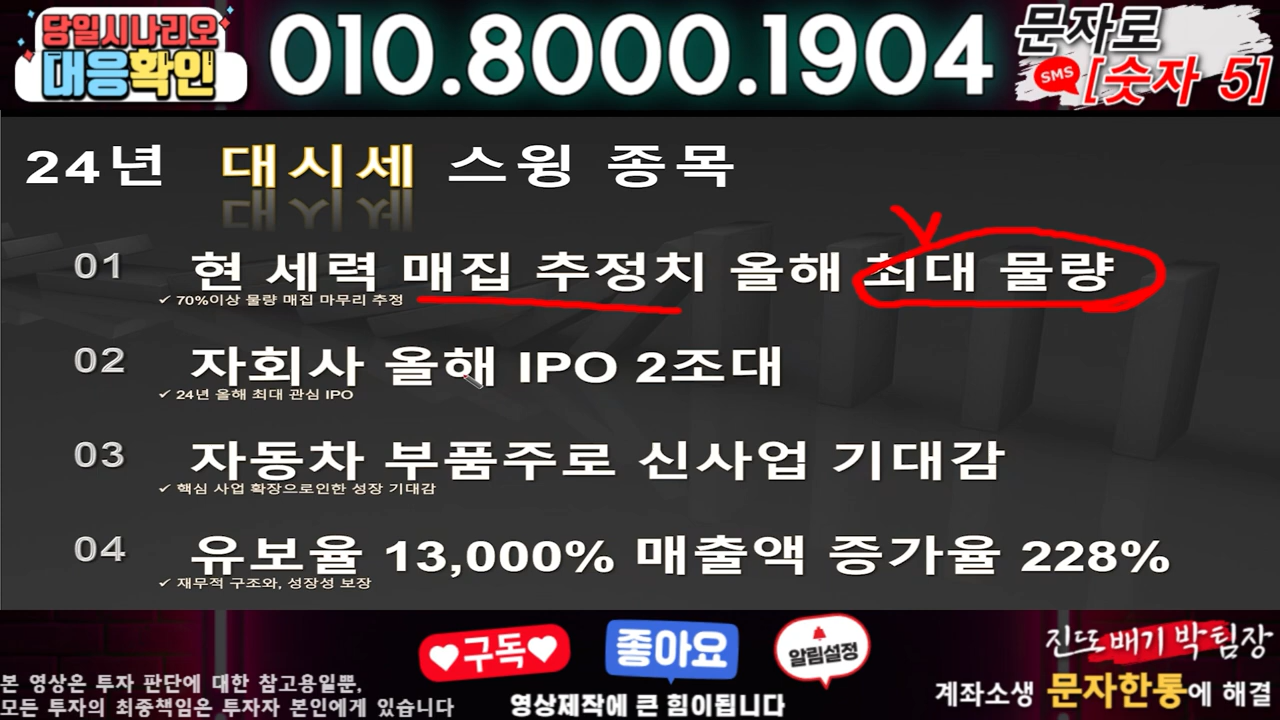 당일시나리오
대응확인
010.8000.1904
문자로
SMS [숫자 5]
24년 대시세 스윙 종목
01 현 세력 매집 추정치 올해 최대 물량
✓ 70%이상 물량 매집 마무리 추정
02 자회사 올해 IPO 2조대
✓ 24년 올해 최대 관심 IPO
03 자동차 부품주로 신사업 기대감
✓ 핵심 사업 확장으로인한 성장 기대감
04 유보율 13,000% 매출액 증가율 228%
✓ 재무적 구조와, 성장성 보장
구독
좋아요
알림설정
영상제작에 큰 힘이됩니다
본 영상은 투자 판단에 대한 참고용일뿐,
모든 투자의 최종책임은 투자자 본인에게 있습니다
진또배기 박팀장
계좌소생 문자한통에 해결